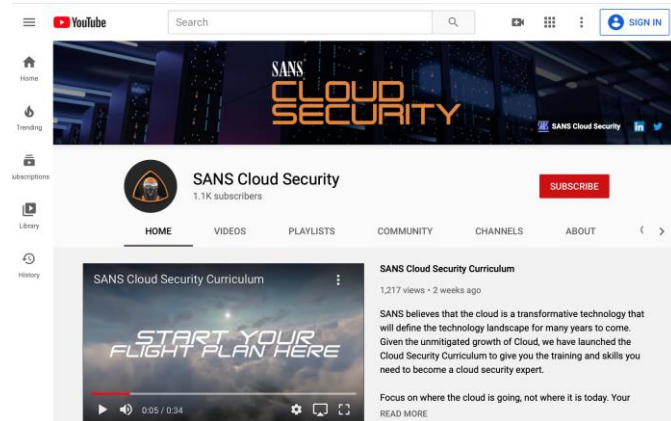 YouTube
Search
SIGN IN
Home
Trending
ubscriptions
Library
History
SANS
CLOUD
SECURITY
SANS Cloud Security
SANS Cloud Security
1.1K subscribers
SUBSCRIBE
HOME VIDEOS PLAYLISTS COMMUNITY CHANNELS ABOUT
SANS Cloud Security Curriculum
START YOUR
FLIGHT PLAN HERE
0:05 / 0:34
SANS Cloud Security Curriculum
1,217 views • 2 weeks ago
SANS believes that the cloud is a transformative technology that
will define the technology landscape for many years to come.
Given the unmitigated growth of Cloud, we have launched the
Cloud Security Curriculum to give you the training and skills you
need to become a cloud security expert.
Focus on where the cloud is going, not where it is today. Your
READ MORE